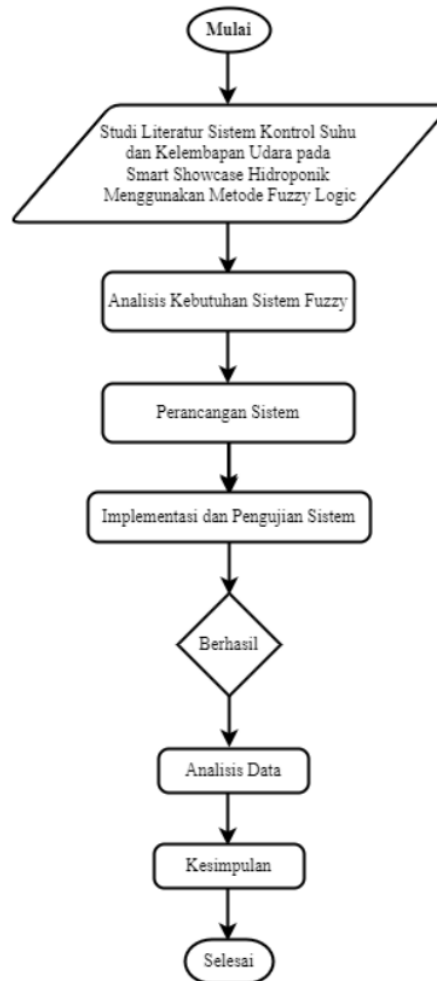 Mulai
Studi Literatur Sistem Kontrol Suhu
dan Kelembapan Udara pada
Smart Showcase Hidroponik
Menggunakan Metode Fuzzy Logic
Analisis Kebutuhan Sistem Fuzzy
Perancangan Sistem
Implementasi dan Pengujian Sistem
Berhasil
Analisis Data
Kesimpulan
Selesai